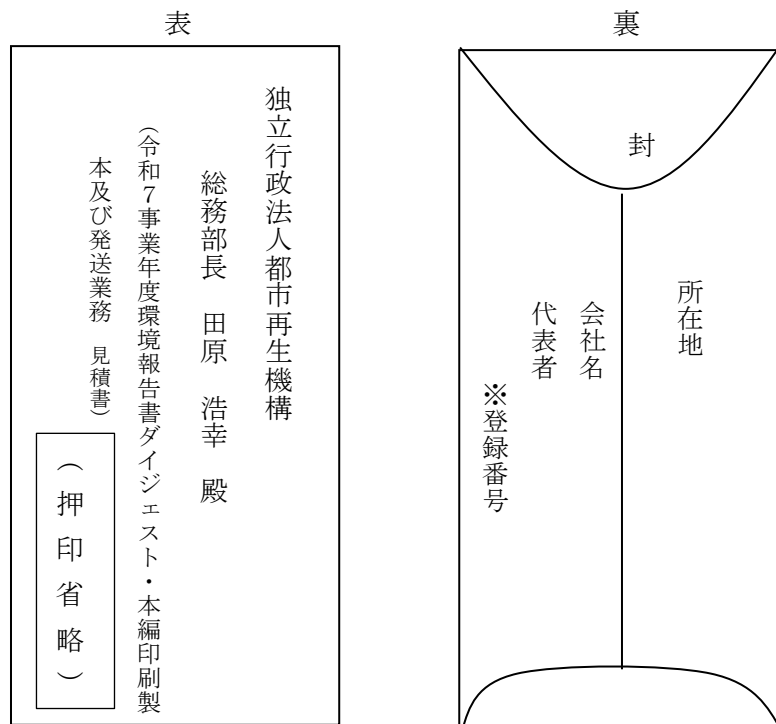 表
独立行政法人都市再生機構
総務部長 田原 浩幸 殿
(令和7事業年度環境報告書ダイジェスト・本編印刷製
本及び発送業務 見積書)
(押印省略)
裏
封
所在地
会社名
代表者
※登録番号